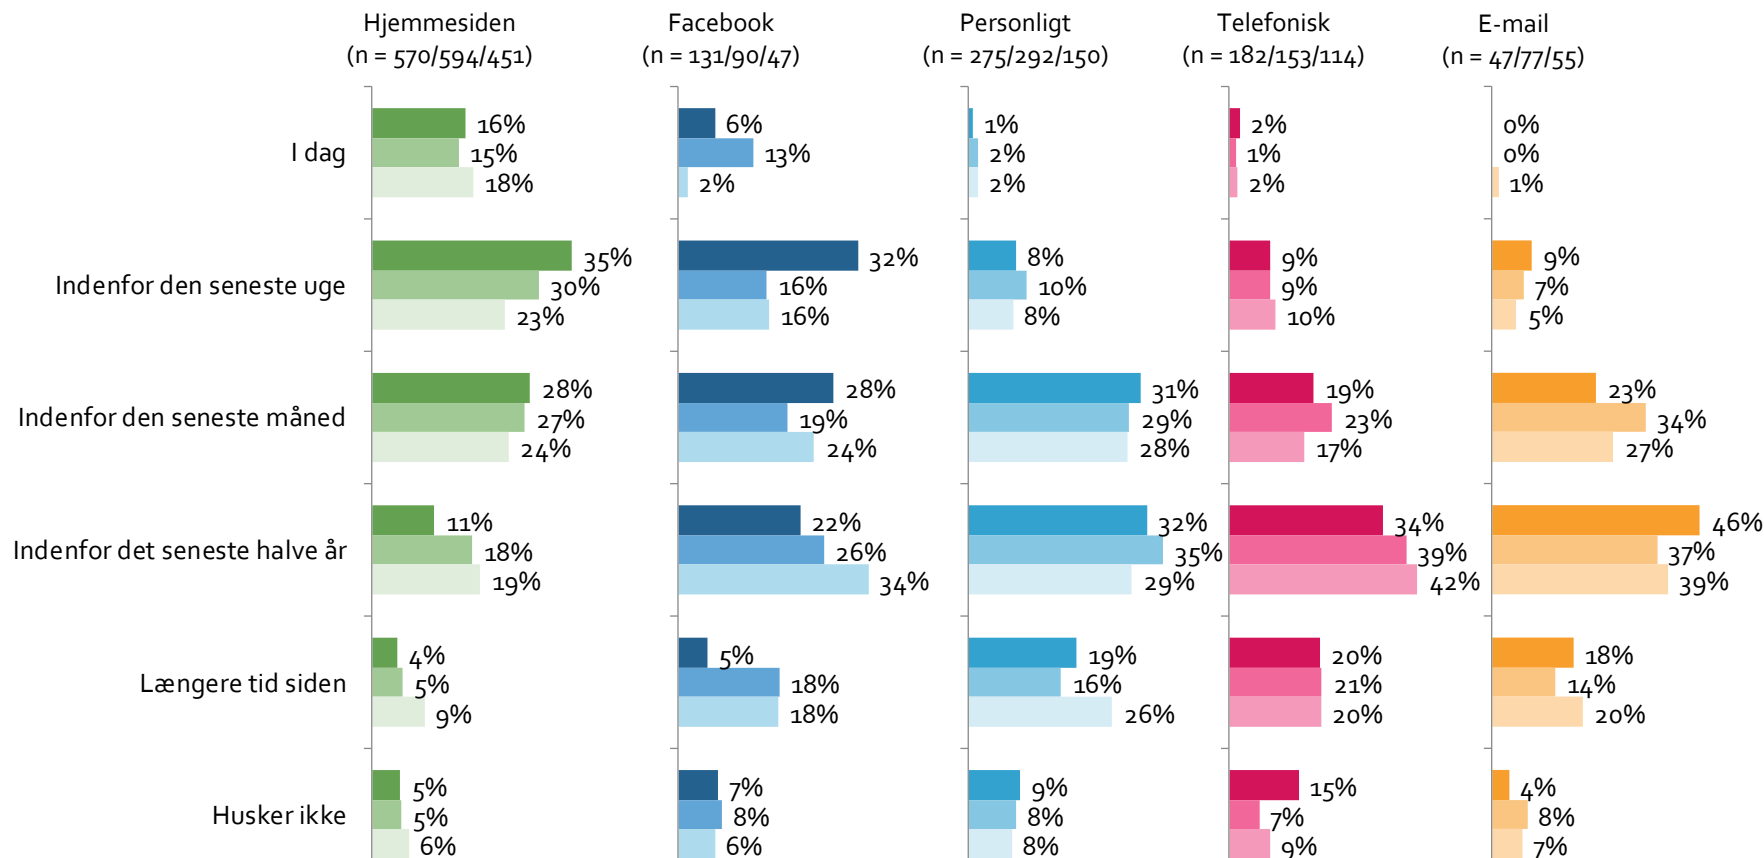 Hjemmesiden Facebook Personligt Telefonisk E-mail
(n = 570/594/451) (n = 131/90/47) (n = 275/292/150) (n = 182/153/114) (n = 47/77/55)
16% 6% 1% 2% 0%
I dag 15% 13% 2% 1% 0%
18% 2% 2% 2% 1%
35% 32% 8% 9% 9%
Indenfor den seneste uge 30% 16% 10% 9% 7%
23% 16% 8% 10% 5%
28% 28% 31% 19% 23%
Indenfor den seneste måned 27% 19% 29% 23% 34%
24% 24% 28% 17% 27%
11% 22% 32% 34% 46%
Indenfor det seneste halve år 18% 26% 35% 39% 37%
19% 34% 29% 42% 39%
4% 5% 19% 20% 18%
Længere tid siden 5% 18% 16% 21% 14%
9% 18% 26% 20% 20%
5% 7% 9% 15% 4%
Husker ikke 5% 8% 8% 7% 8%
6% 6% 8% 9% 7%